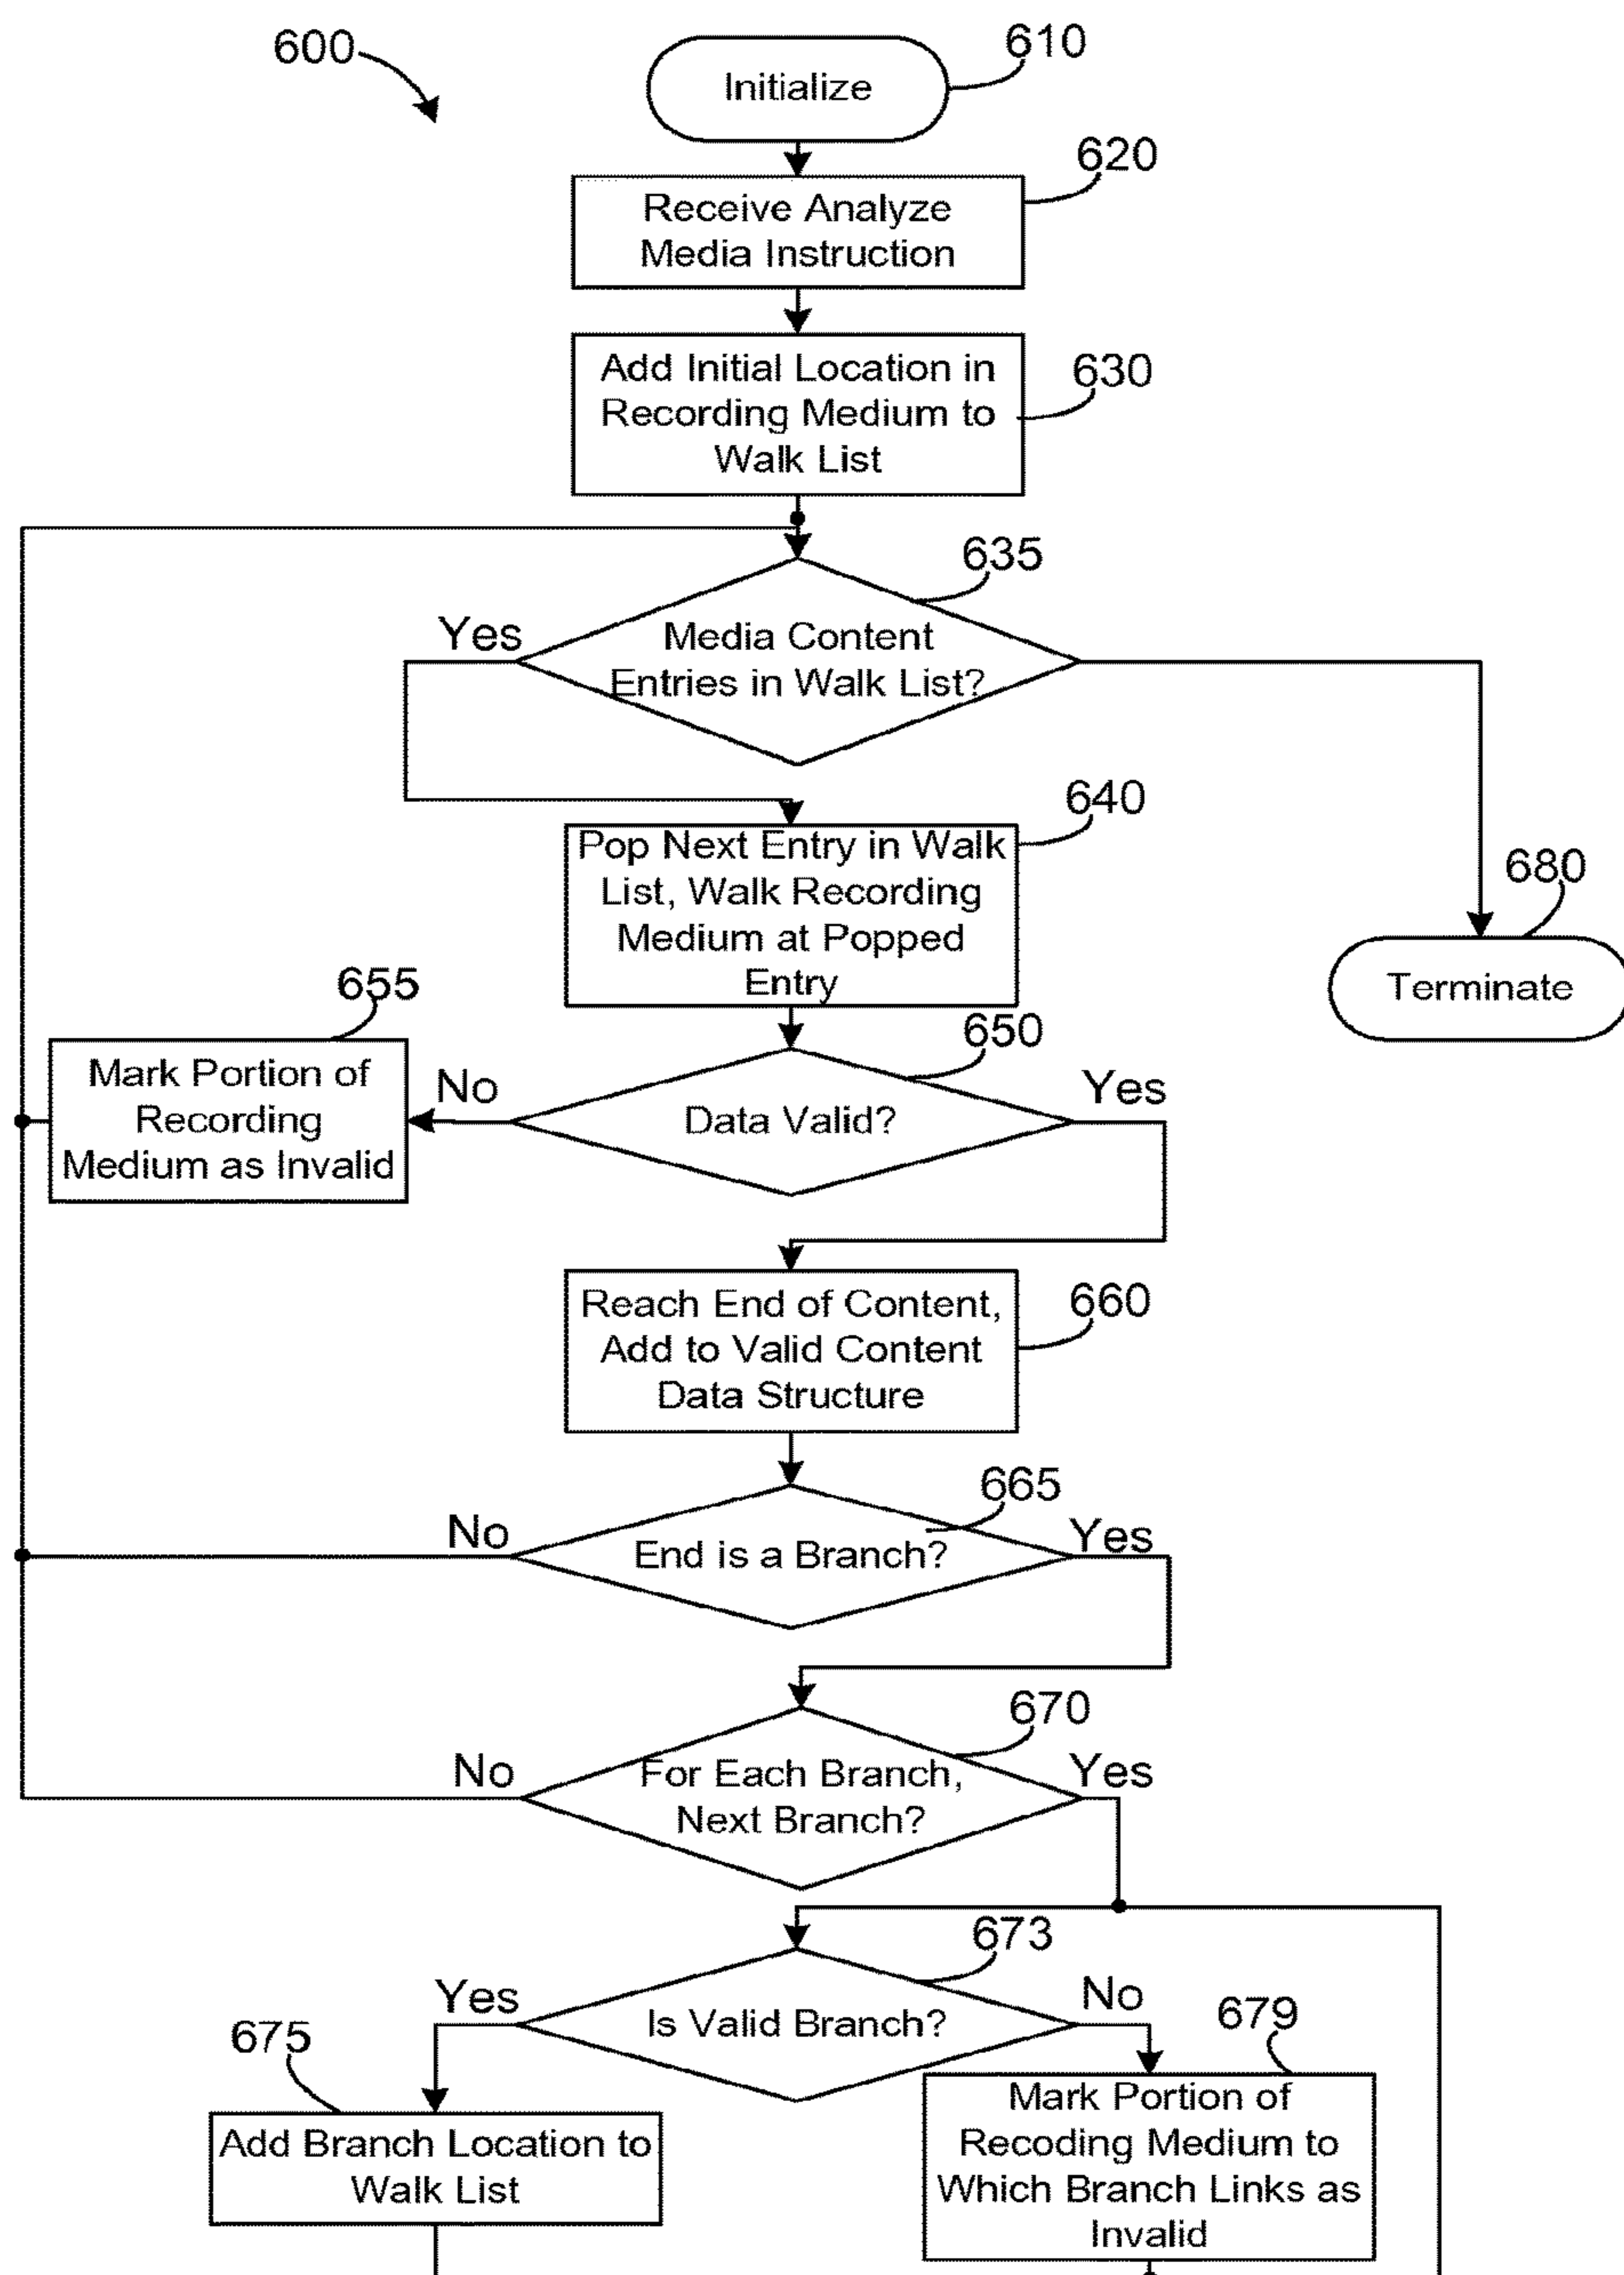 600
610
Initialize
620
Receive Analyze
Media Instruction
630
Add Initial Location in
Recording Medium to
Walk List
635
Yes
Media Content
Entries in Walk List?
640
Pop Next Entry in Walk
List, Walk Recording
Medium at Popped
Entry
680
Terminate
655
Mark Portion of
Recording
Medium as Invalid
650
No
Data Valid?
Yes
660
Reach End of Content,
Add to Valid Content
Data Structure
665
No
End is a Branch?
Yes
670
No
For Each Branch,
Next Branch?
Yes
673
Yes
Is Valid Branch?
No
675
Add Branch Location to
Walk List
679
Mark Portion of
Recoding Medium to
Which Branch Links as
Invalid